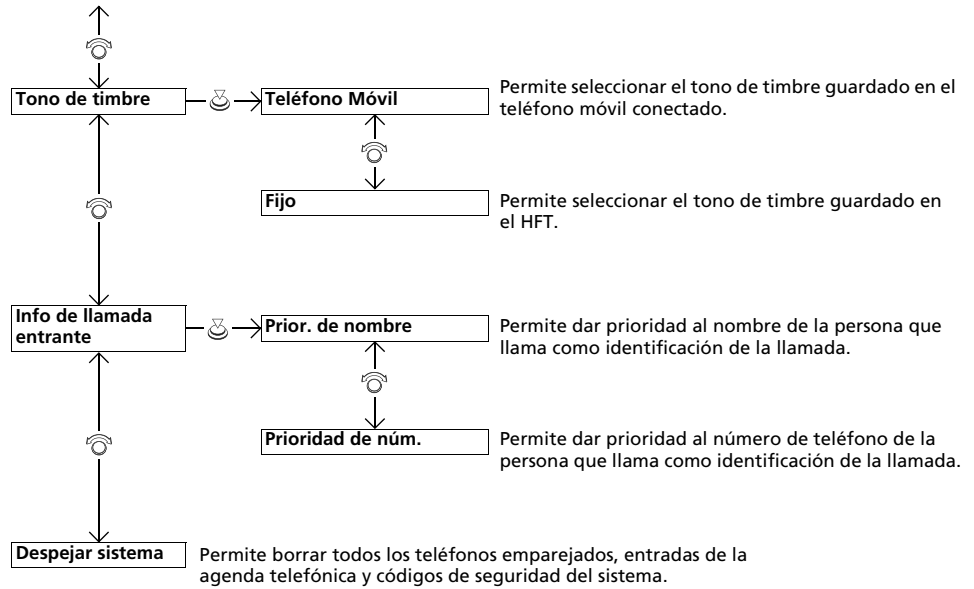 Tono de timbre
Teléfono Móvil
Permite seleccionar el tono de timbre guardado en el
teléfono móvil conectado.
Fijo
Permite seleccionar el tono de timbre guardado en
el HFT.
Info de llamada
entrante
Prior. de nombre
Permite dar prioridad al nombre de la persona que
llama como identificación de la llamada.
Prioridad de núm.
Permite dar prioridad al número de teléfono de la
persona que llama como identificación de la llamada.
Despejar sistema
Permite borrar todos los teléfonos emparejados, entradas de la
agenda telefónica y códigos de seguridad del sistema.